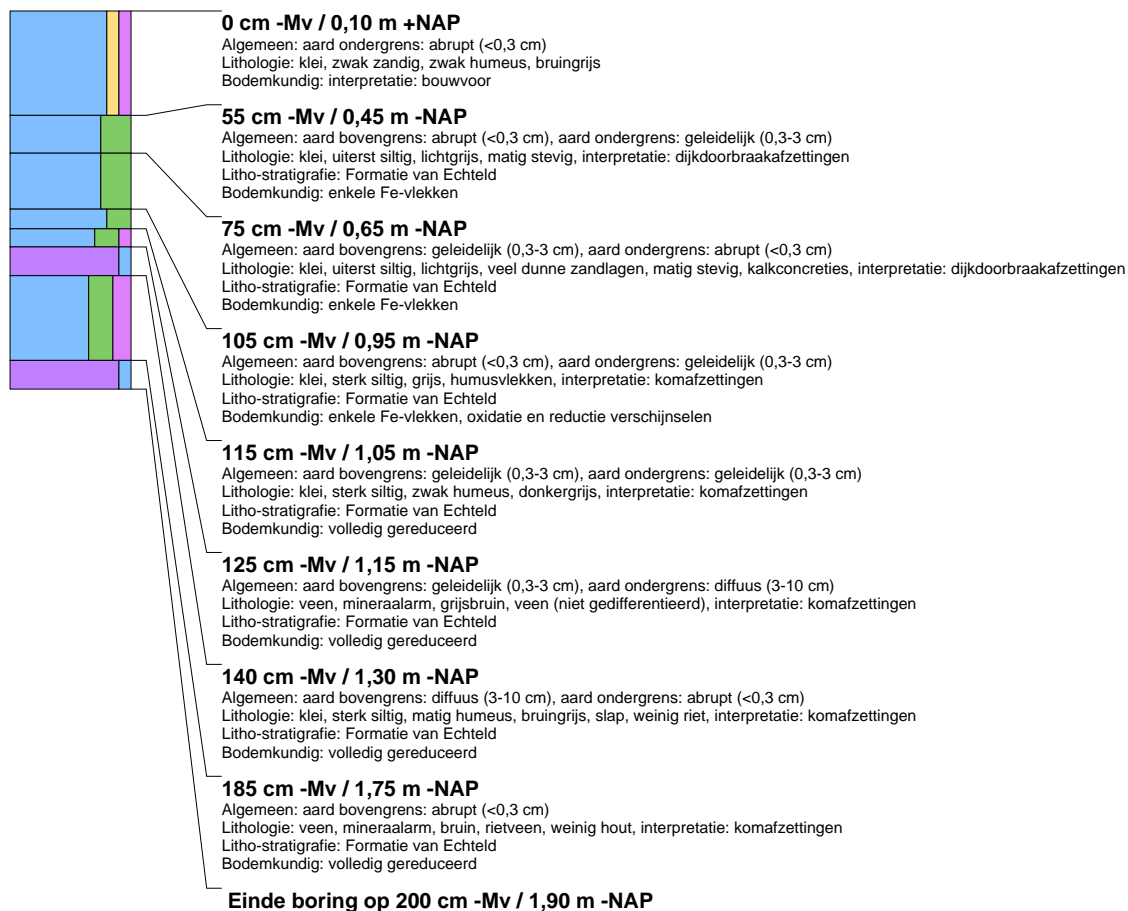 0 cm -Mv / 0,10 m +NAP
Algemeen: aard ondergrens: abrupt (<0,3 cm)
Lithologie: klei, zwak zandig, zwak humeus, bruingrijs
Bodemkundig: interpretatie: bouwvoor
55 cm -Mv / 0,45 m -NAP
Algemeen: aard bovengrens: abrupt (<0,3 cm), aard ondergrens: geleidelijk (0,3-3 cm)
Lithologie: klei, uiterst siltig, lichtgrijs, matig stevig, interpretatie: dijkdoorbraakafzettingen
Litho-stratigrafie: Formatie van Echteld
Bodemkundig: enkele Fe-vlekken
75 cm -Mv / 0,65 m -NAP
Algemeen: aard bovengrens: geleidelijk (0,3-3 cm), aard ondergrens: abrupt (<0,3 cm)
Lithologie: klei, uiterst siltig, lichtgrijs, veel dunne zandlagen, matig stevig, kalkconcreties, interpretatie: dijkdoorbraakafzettingen
Litho-stratigrafie: Formatie van Echteld
Bodemkundig: enkele Fe-vlekken
105 cm -Mv / 0,95 m -NAP
Algemeen: aard bovengrens: abrupt (<0,3 cm), aard ondergrens: geleidelijk (0,3-3 cm)
Lithologie: klei, sterk siltig, grijs, humusvlekken, interpretatie: komafzettingen
Litho-stratigrafie: Formatie van Echteld
Bodemkundig: enkele Fe-vlekken, oxidatie en reductie verschijnselen
115 cm -Mv / 1,05 m -NAP
Algemeen: aard bovengrens: geleidelijk (0,3-3 cm), aard ondergrens: geleidelijk (0,3-3 cm)
Lithologie: klei, sterk siltig, zwak humeus, donkergrijs, interpretatie: komafzettingen
Litho-stratigrafie: Formatie van Echteld
Bodemkundig: volledig gereduceerd
125 cm -Mv / 1,15 m -NAP
Algemeen: aard bovengrens: geleidelijk (0,3-3 cm), aard ondergrens: diffuus (3-10 cm)
Lithologie: veen, mineraalarm, grijsbruin, veen (niet gedifferentieerd), interpretatie: komafzettingen
Litho-stratigrafie: Formatie van Echteld
Bodemkundig: volledig gereduceerd
140 cm -Mv / 1,30 m -NAP
Algemeen: aard bovengrens: diffuus (3-10 cm), aard ondergrens: abrupt (<0,3 cm)
Lithologie: klei, sterk siltig, matig humeus, bruingrijs, slap, weinig riet, interpretatie: komafzettingen
Litho-stratigrafie: Formatie van Echteld
Bodemkundig: volledig gereduceerd
185 cm -Mv / 1,75 m -NAP
Algemeen: aard bovengrens: abrupt (<0,3 cm)
Lithologie: veen, mineraalarm, bruin, rietveen, weinig hout, interpretatie: komafzettingen
Litho-stratigrafie: Formatie van Echteld
Bodemkundig: volledig gereduceerd
Einde boring op 200 cm -Mv / 1,90 m -NAP